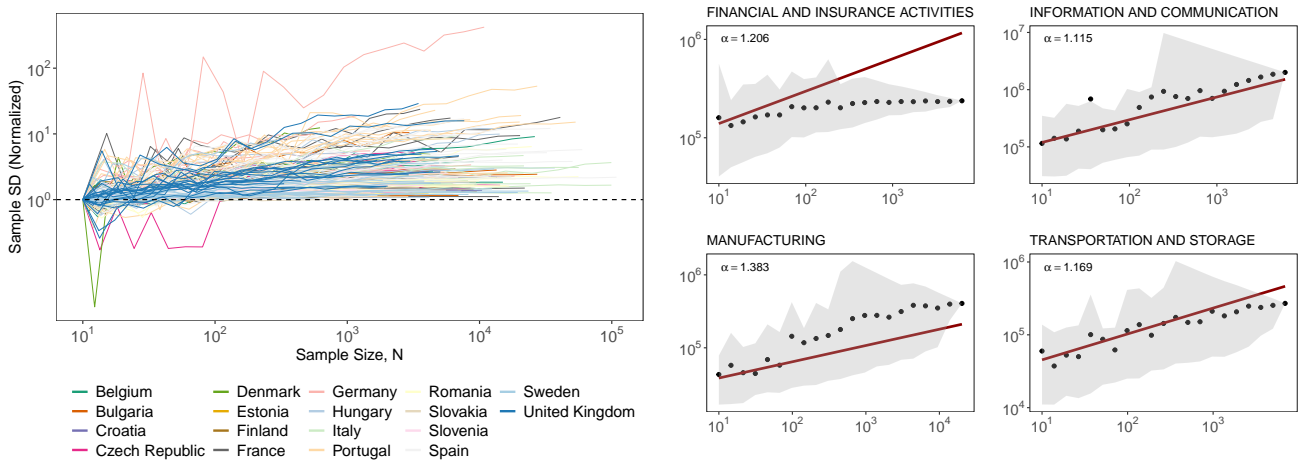 Sample SD (Normalized)
10^2
10^1
10^0
10^1 10^2 10^3 10^4 10^5
Sample Size, N
Belgium Denmark Germany Romania Sweden
Bulgaria Estonia Hungary Slovakia United Kingdom
Croatia Finland Italy Slovenia
Czech Republic France Portugal Spain
FINANCIAL AND INSURANCE ACTIVITIES
α = 1.206
10^6
10^5
10^1 10^2 10^3
INFORMATION AND COMMUNICATION
α = 1.115
10^7
10^6
10^5
10^1 10^2 10^3
MANUFACTURING
α = 1.383
10^6
10^5
10^1 10^2 10^3 10^4
TRANSPORTATION AND STORAGE
α = 1.169
10^6
10^5
10^4
10^1 10^2 10^3